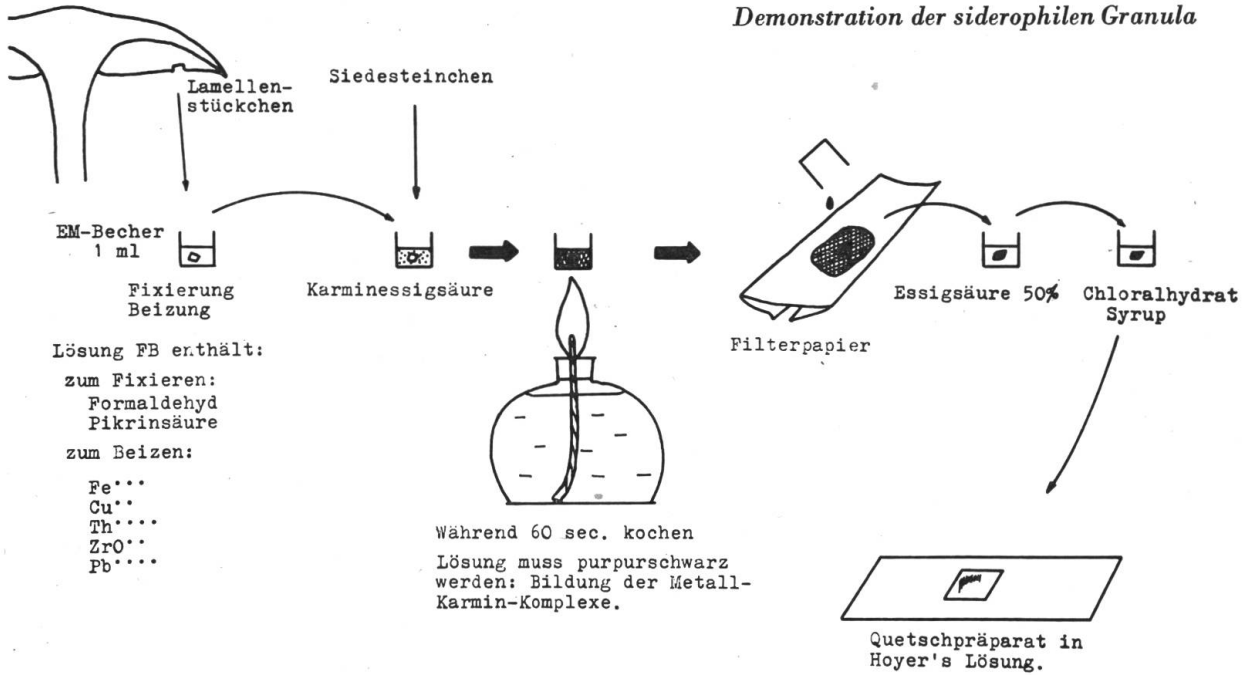 Demonstration der siderophilen Granula
Lamellen-
stückchen
Siedesteinchen
EM-Becher
1 ml
Fixierung
Beizung
Karminessigsäure
Filterpapier
Essigsäure 50%
Chloralhydrat
Syrup
Lösung FB enthält:
zum Fixieren:
Formaldehyd
Pikrinsäure
zum Beizen:
Fe•••
Cu••
Th••••
ZrO••
Pb••••
Während 60 sec. kochen
Lösung muss purpurschwarz
werden: Bildung der Metall-
Karmin-Komplexe.
Quetschpräparat in
Hoyer's Lösung.